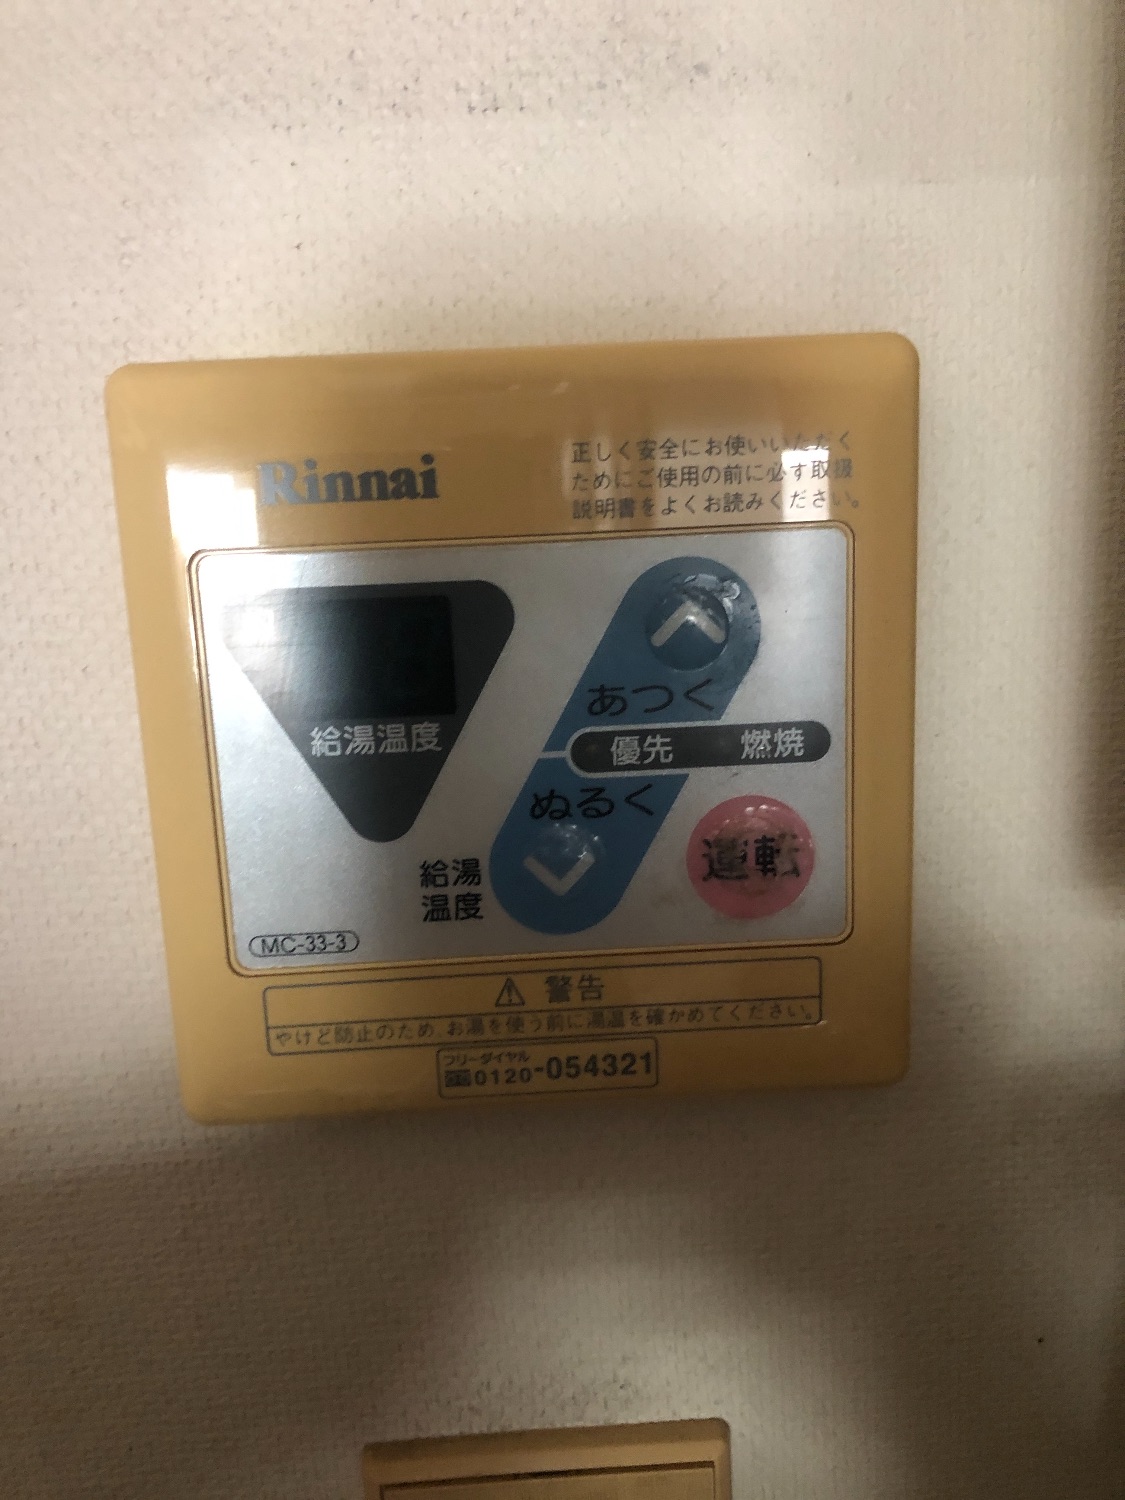 Rinnai
正しく安全にお使いいただく
ためにご使用の前に必す取扱
説明書をよくお読みください。
給湯温度
あつく
優先 燃焼
ぬるく
給湯
温度
運転
MC-33-3
⚠ 警告
やけど防止のため、お湯を使う前に湯温を確かめてください。
フリーダイヤル
0120-054321